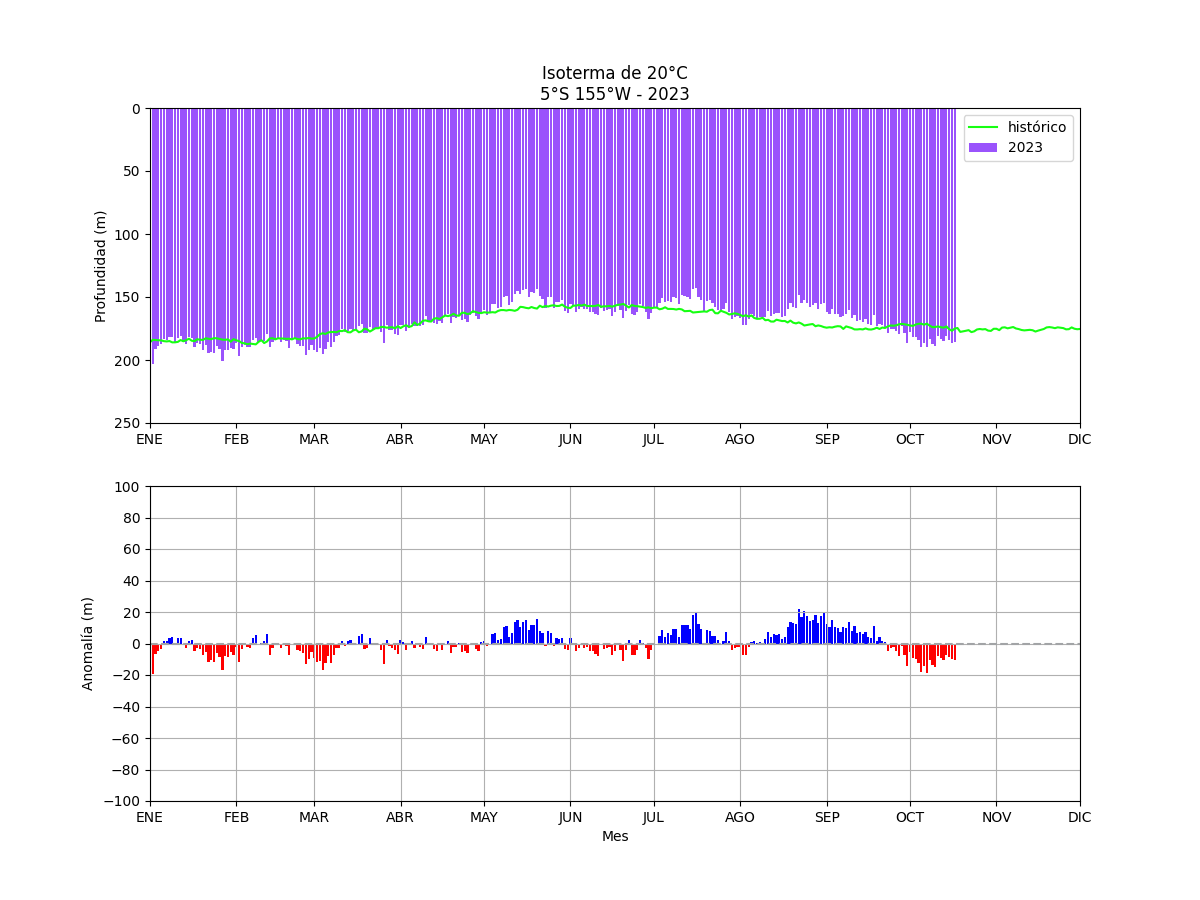 Isoterma de 20°C
5°S 155°W - 2023
0
50
100
150
200
250
Profundidad (m)
histórico
2023
ENE FEB MAR ABR MAY JUN JUL AGO SEP OCT NOV DIC
100
80
60
40
20
0
−20
−40
−60
−80
−100
Anomalía (m)
ENE FEB MAR ABR MAY JUN JUL AGO SEP OCT NOV DIC
Mes